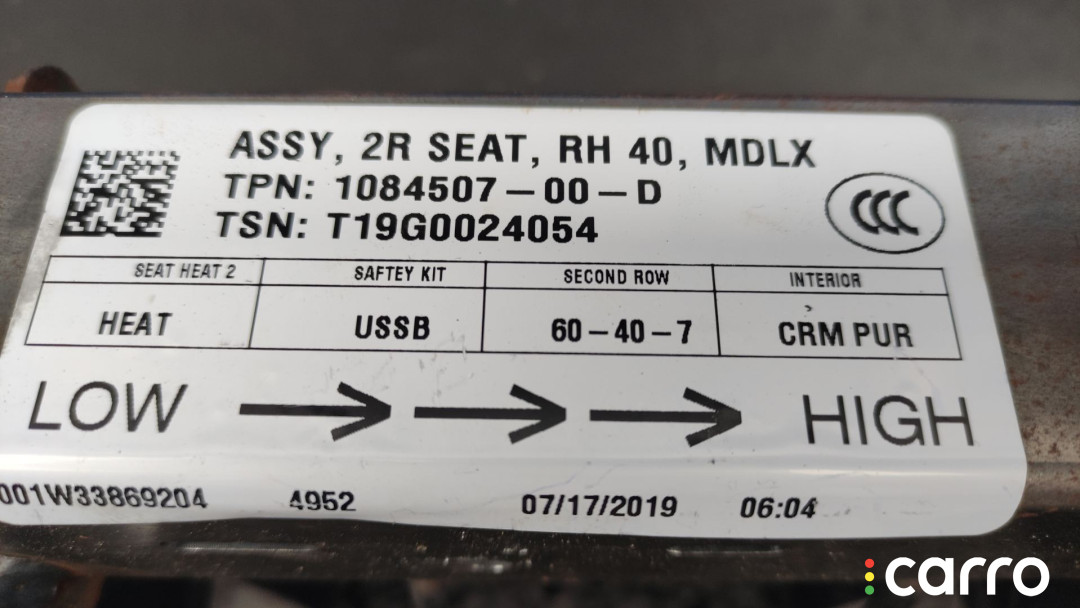 ASSY, 2R SEAT, RH 40, MDLX
TPN: 1084507-00-D
TSN: T19G0024054
CCC
SEAT HEAT 2 SAFTEY KIT SECOND ROW INTERIOR
HEAT USSB 60-40-7 CRM PUR
LOW → → → HIGH
001W33869204 4952 07/17/2019 06:04
carro